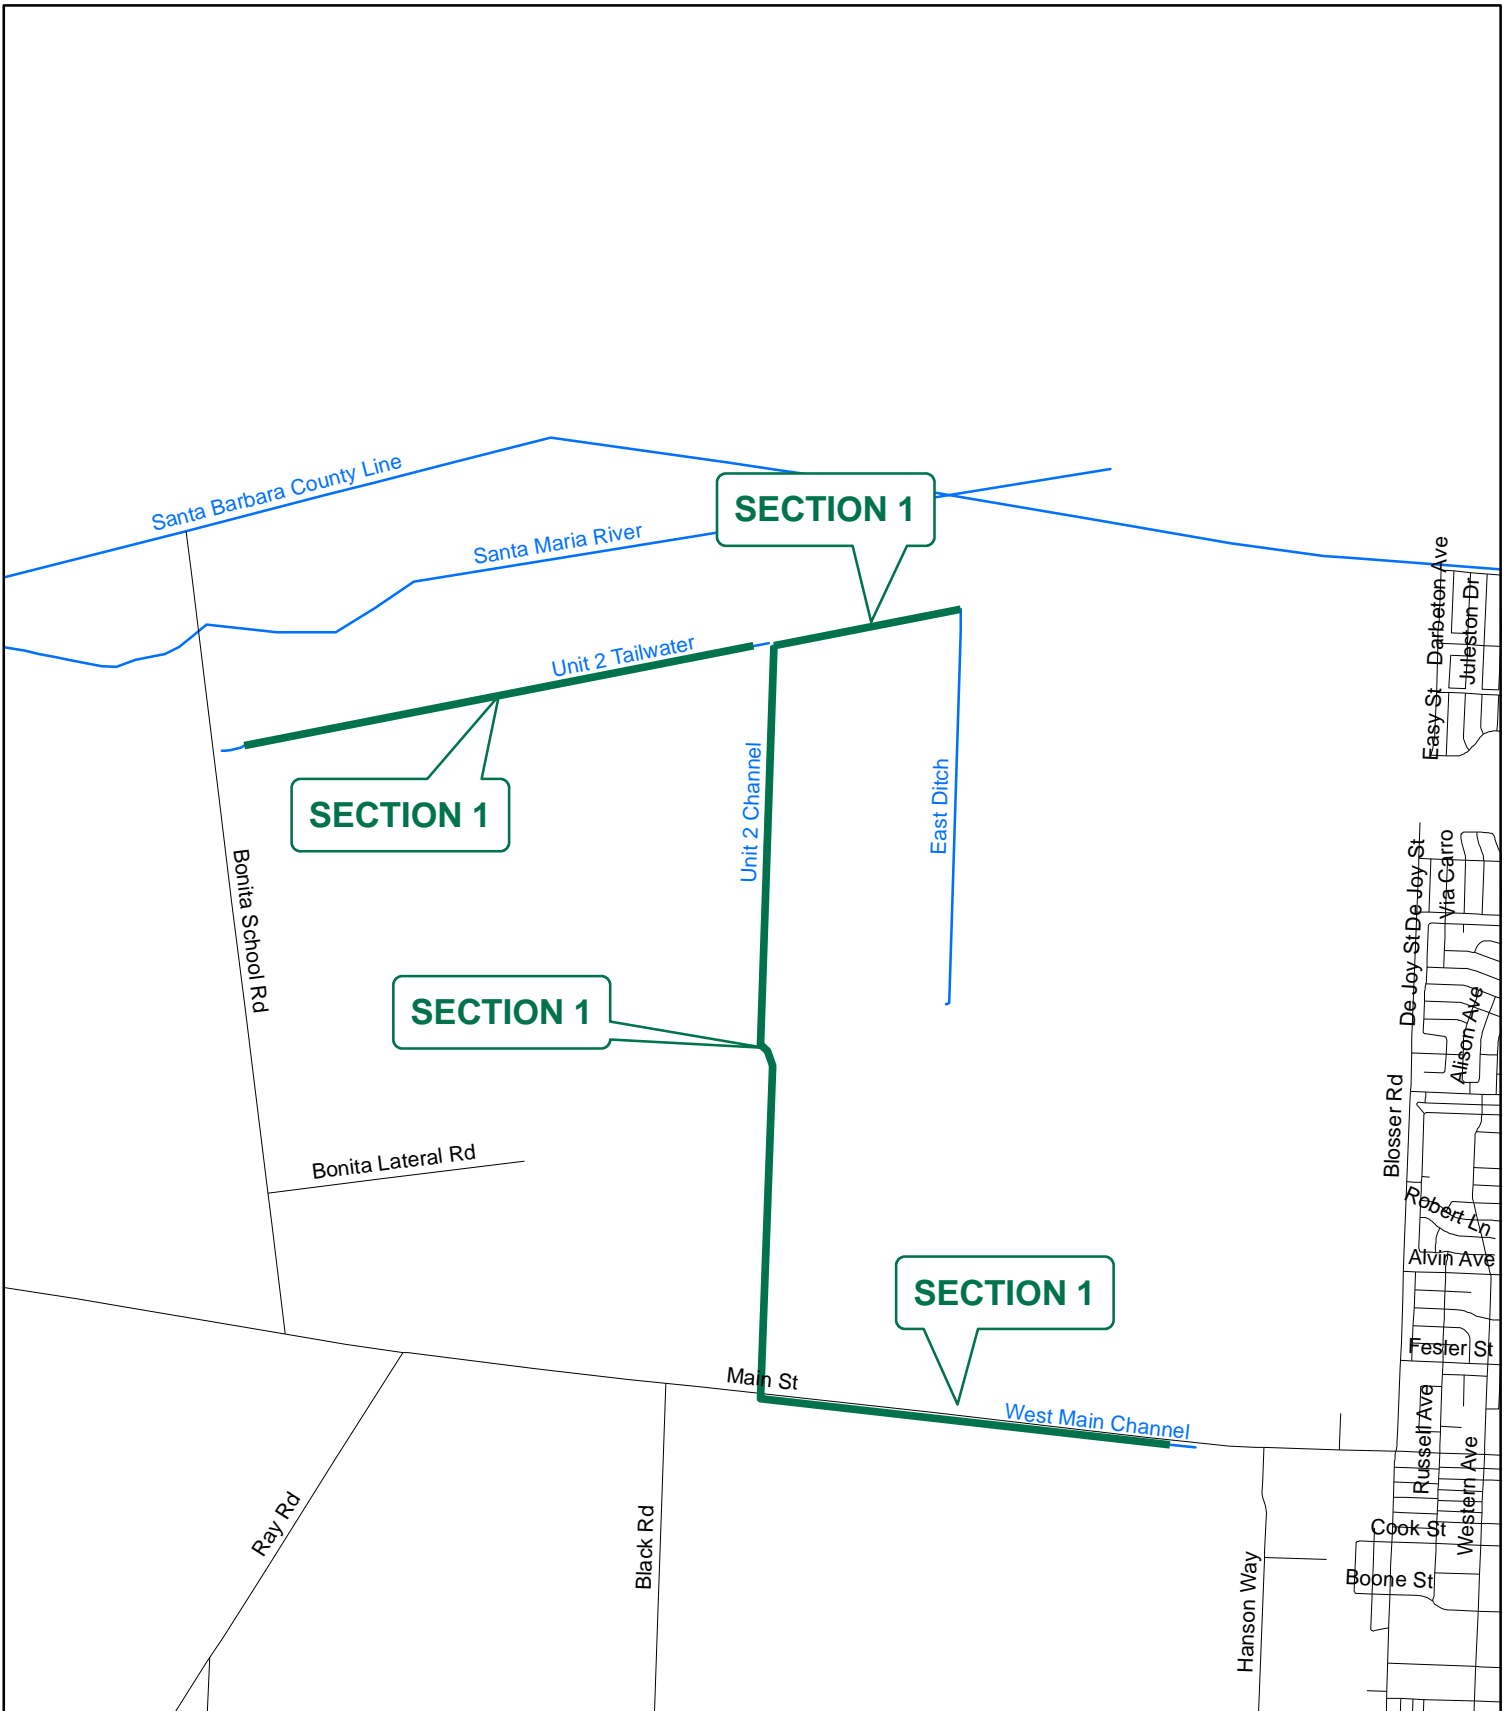 Santa Barbara County Line
SECTION 1
Santa Maria River
Darbeton Ave
Juleston Dr
Unit 2 Tailwater
Easy St
SECTION 1
Unit 2 Channel
East Ditch
De Joy St
Via Carro
Bonita School Rd
De Joy St
SECTION 1
Alison Ave
Blosser Rd
Bonita Lateral Rd
Robert Ln
Alvin Ave
SECTION 1
Fesler St
Main St
West Main Channel
Russell Ave
Western Ave
Ray Rd
Black Rd
Cook St
Boone St
Hanson Way